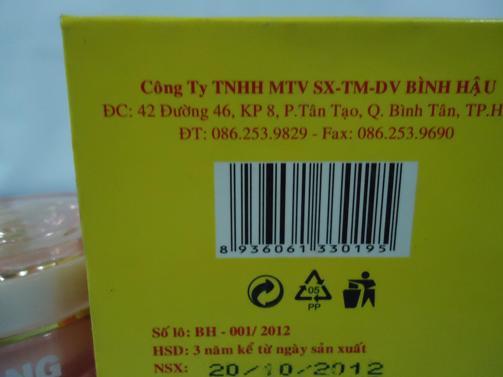 Công Ty TNHH MTV SX-TM-DV BÌNH HẬU
ĐC: 42 Đường 46, KP 8, P.Tân Tạo, Q. Bình Tân, TP.H
ĐT: 086.253.9829 - Fax: 086.253.9690
8 936061 330195
05
PP
Số lô: BH - 001/ 2012
HSD: 3 năm kể từ ngày sản xuất
NSX: 20/10/2012
NG